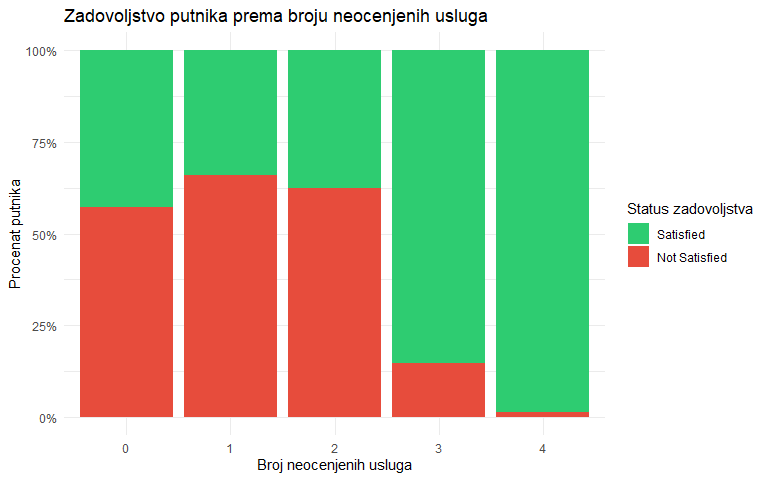 Zadovoljstvo putnika prema broju neocenjenih usluga
100%
75%
50%
25%
0%
Procenat putnika
0
1
2
3
4
Broj neocenjenih usluga
Status zadovoljstva
Satisfied
Not Satisfied